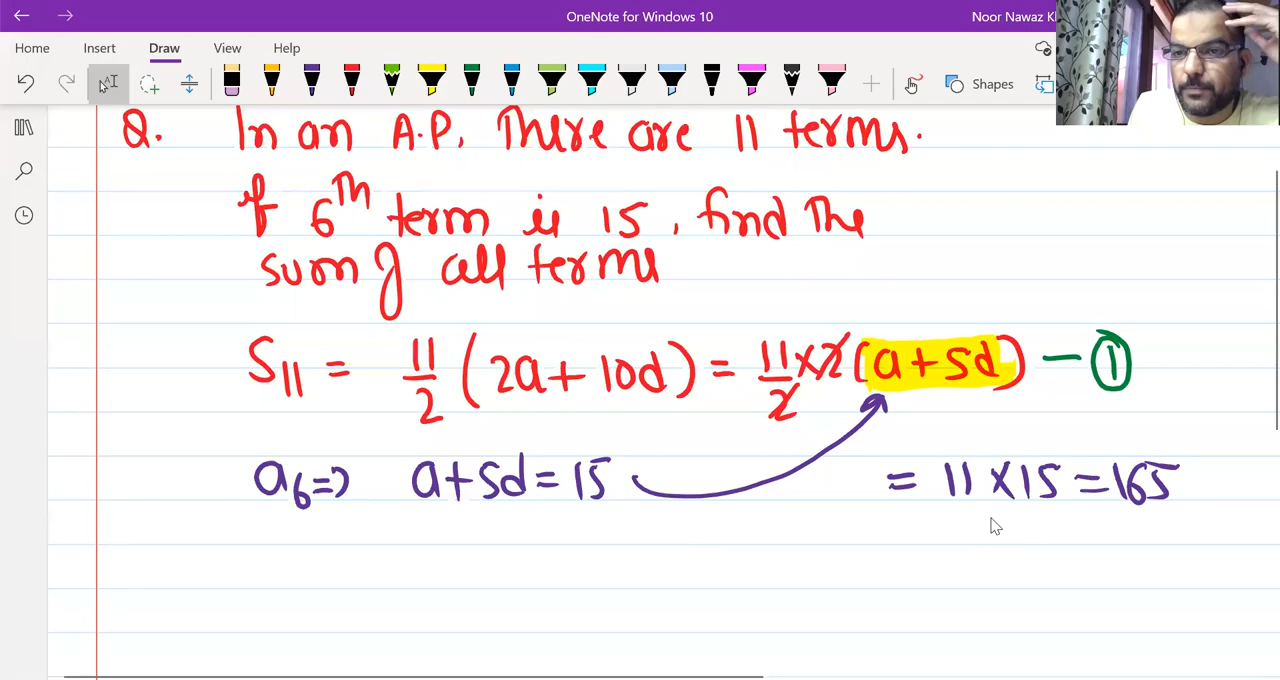 OneNote for Windows 10
Noor Nawaz Kh
Home Insert Draw View Help
Shapes
Q. In an A.P. There are 11 terms.
if 6th term is 15, find the
sum of all terms
S11 = 11/2 (2a + 10d) = 11/2 × 2 (a + 5d) — ①
a6 => a + 5d = 15
= 11 × 15 = 165